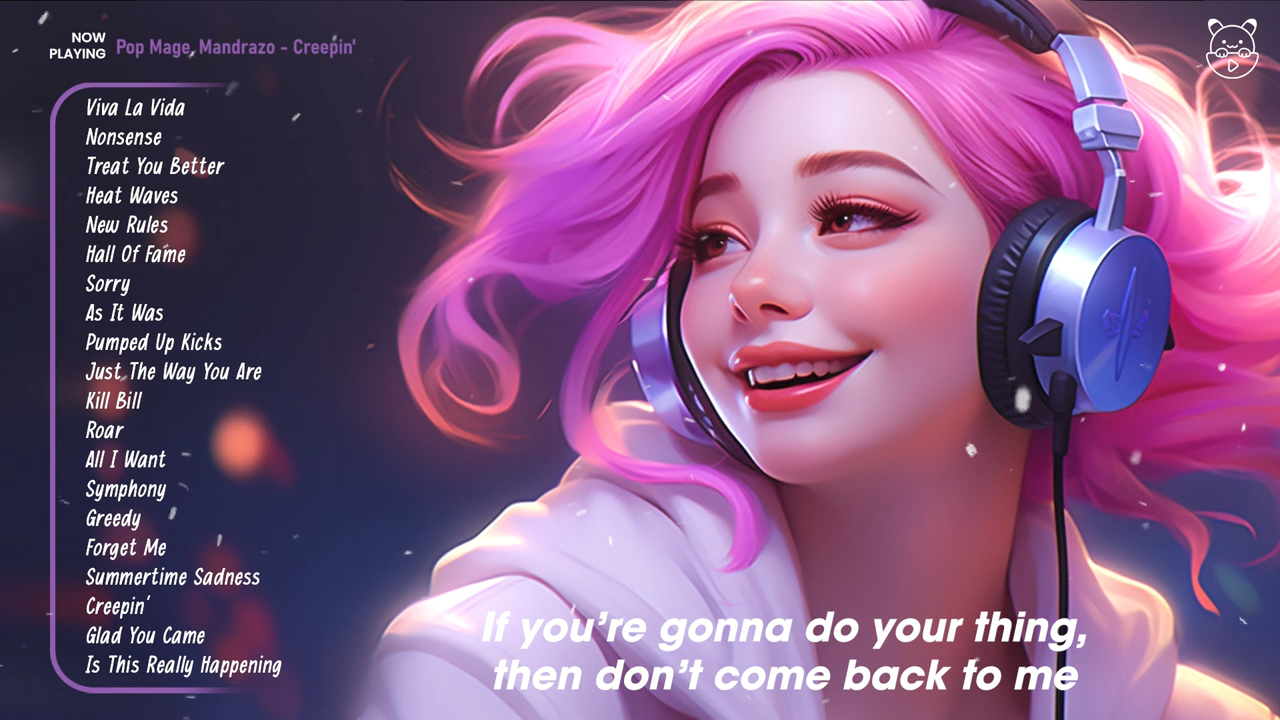 NOW
PLAYING
Pop Mage, Mandrazo - Creepin'
Viva La Vida
Nonsense
Treat You Better
Heat Waves
New Rules
Hall Of Fame
Sorry
As It Was
Pumped Up Kicks
Just The Way You Are
Kill Bill
Roar
All I Want
Symphony
Greedy
Forget Me
Summertime Sadness
Creepin'
Glad You Came
Is This Really Happening
If you're gonna do your thing,
then don't come back to me